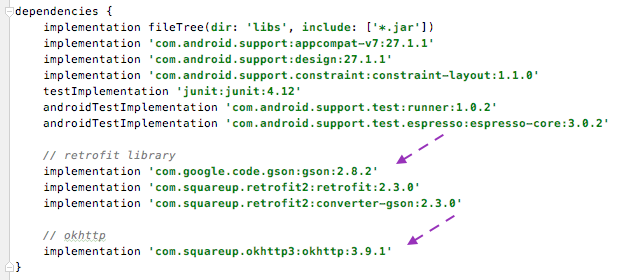 dependencies {
    implementation fileTree(dir: 'libs', include: ['*.jar'])
    implementation 'com.android.support:appcompat-v7:27.1.1'
    implementation 'com.android.support:design:27.1.1'
    implementation 'com.android.support.constraint:constraint-layout:1.1.0'
    testImplementation 'junit:junit:4.12'
    androidTestImplementation 'com.android.support.test:runner:1.0.2'
    androidTestImplementation 'com.android.support.test.espresso:espresso-core:3.0.2'
    // retrofit library
    implementation 'com.google.code.gson:gson:2.8.2'
    implementation 'com.squareup.retrofit2:retrofit:2.3.0'
    implementation 'com.squareup.retrofit2:converter-gson:2.3.0'
    // okhttp
    implementation 'com.squareup.okhttp3:okhttp:3.9.1'
}